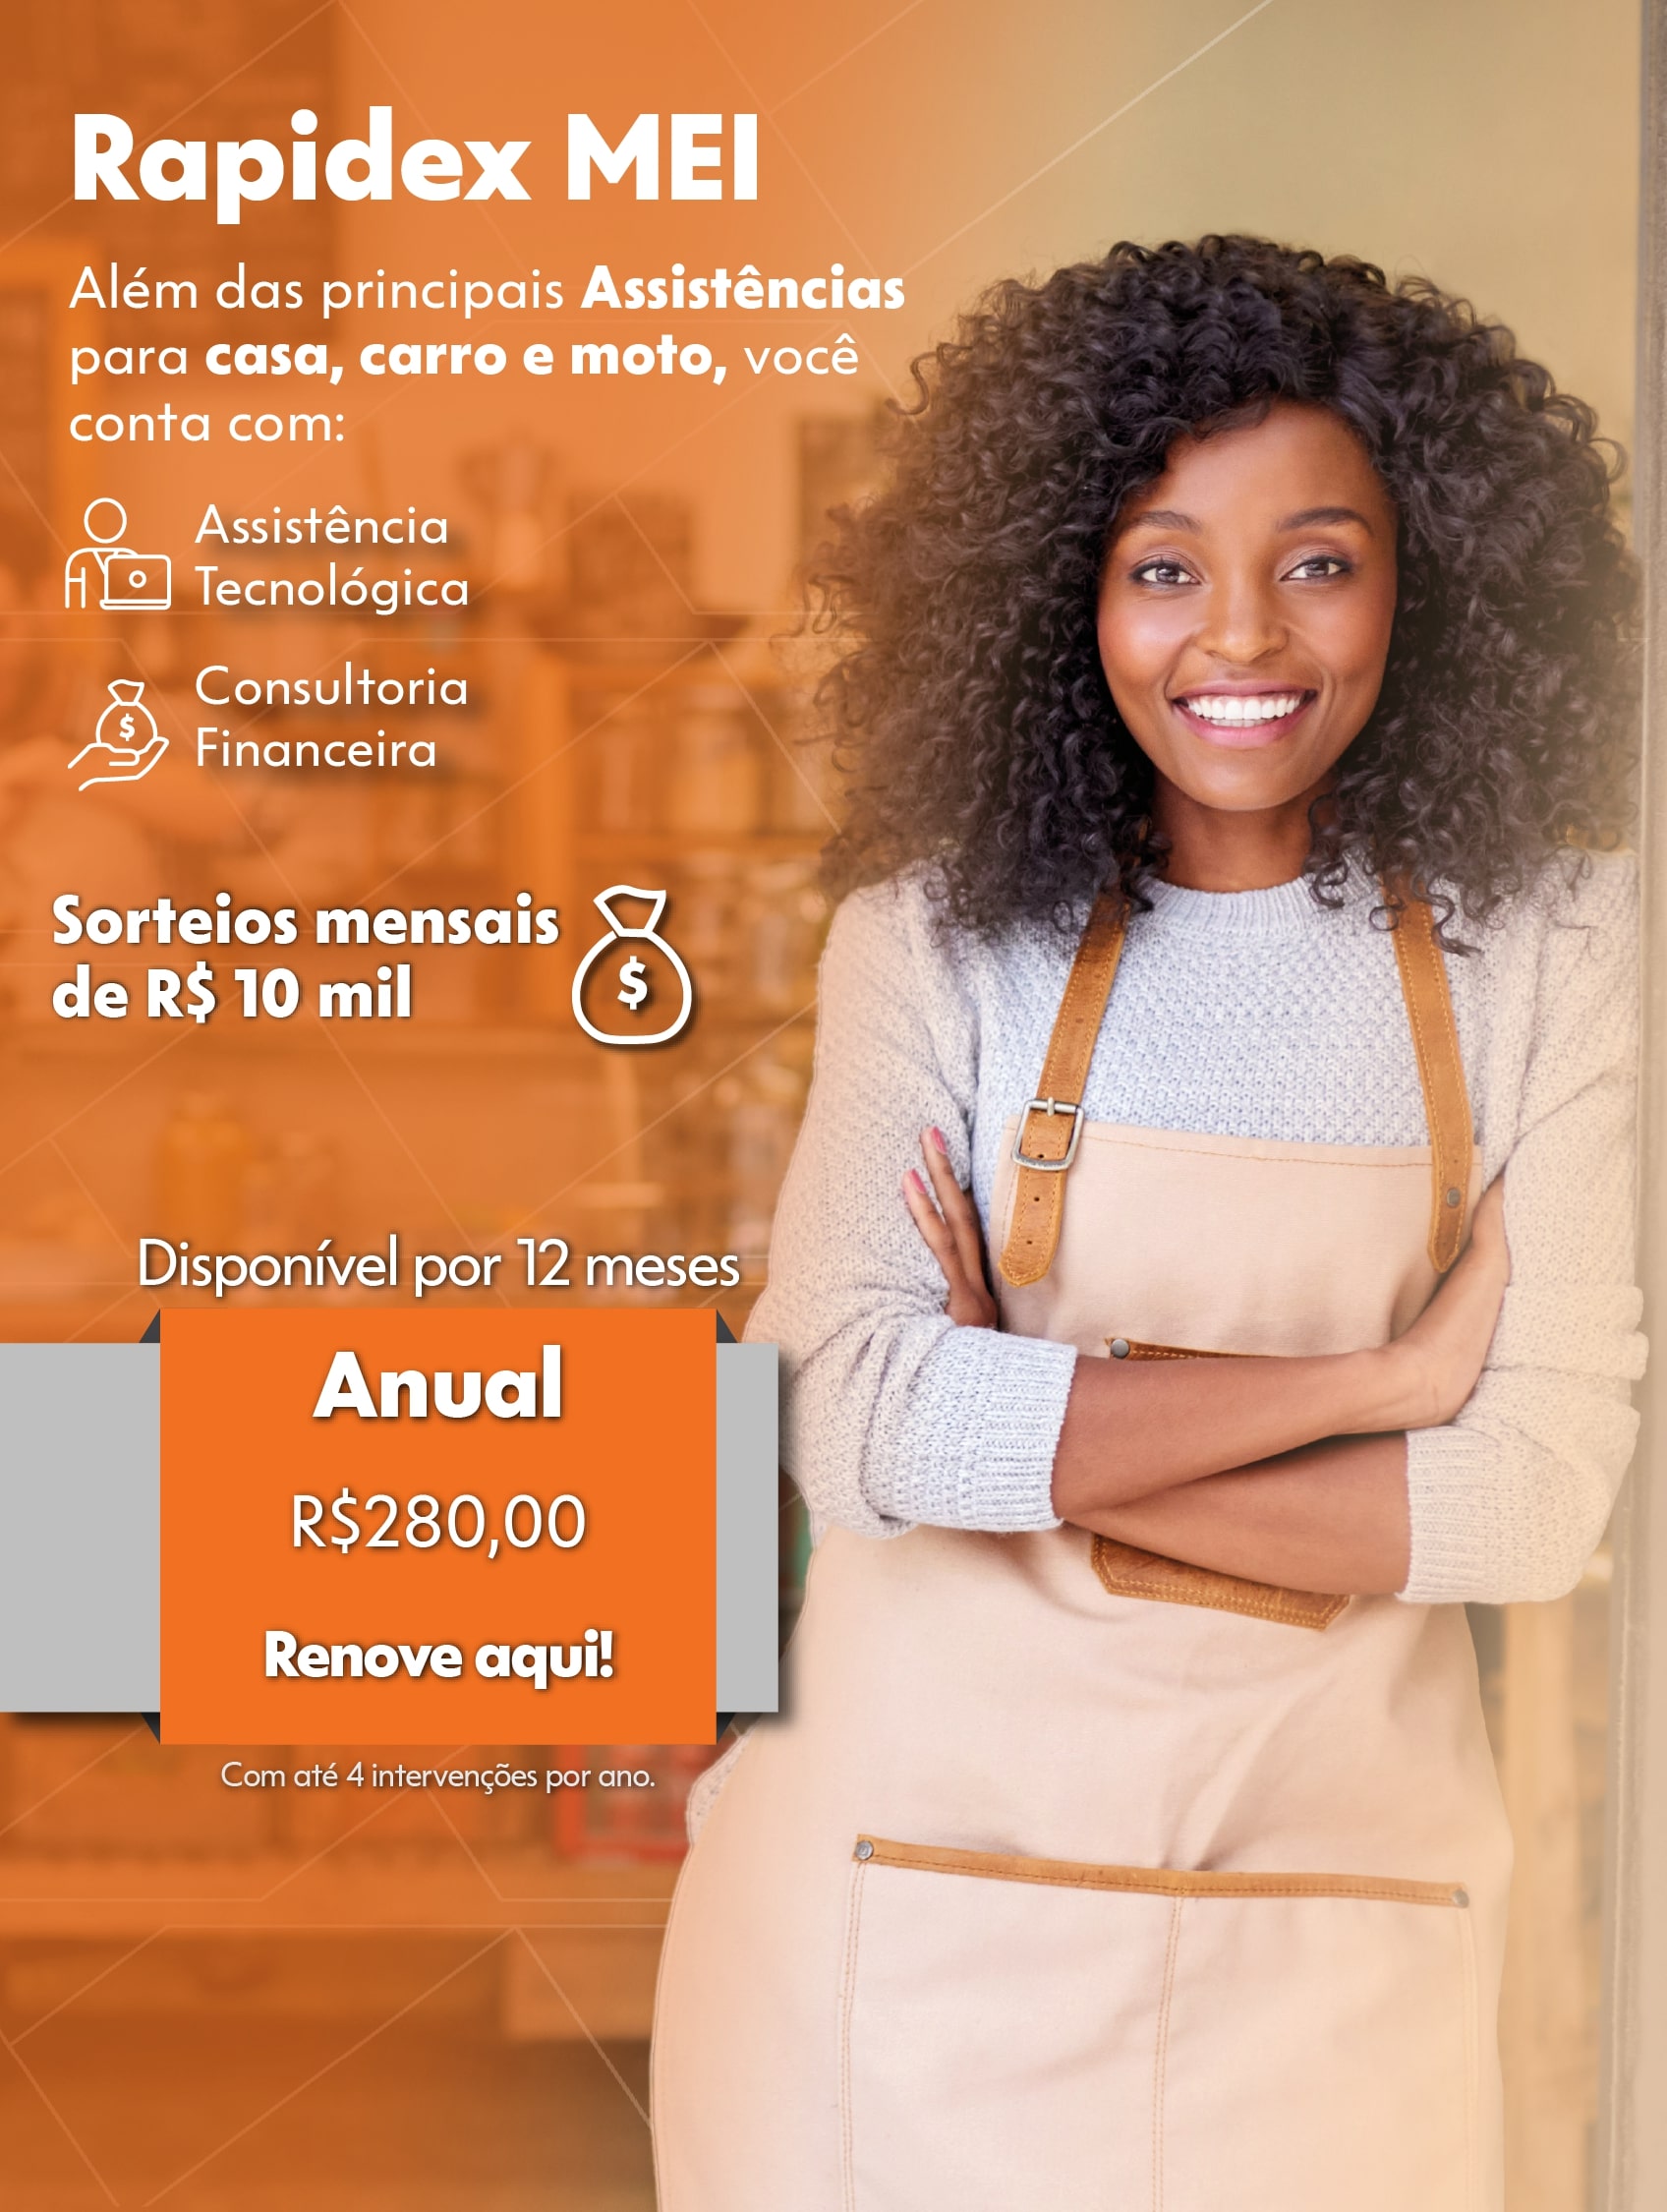 Rapidex MEI
Além das principais Assistências
para casa, carro e moto, você
conta com:
Assistência
Tecnológica
$
Consultoria
Financeira
Sorteios mensais
de R$ 10 mil
$
Disponível por 12 meses
Anual
R$280,00
Renove aqui!
Com até 4 intervenções por ano.